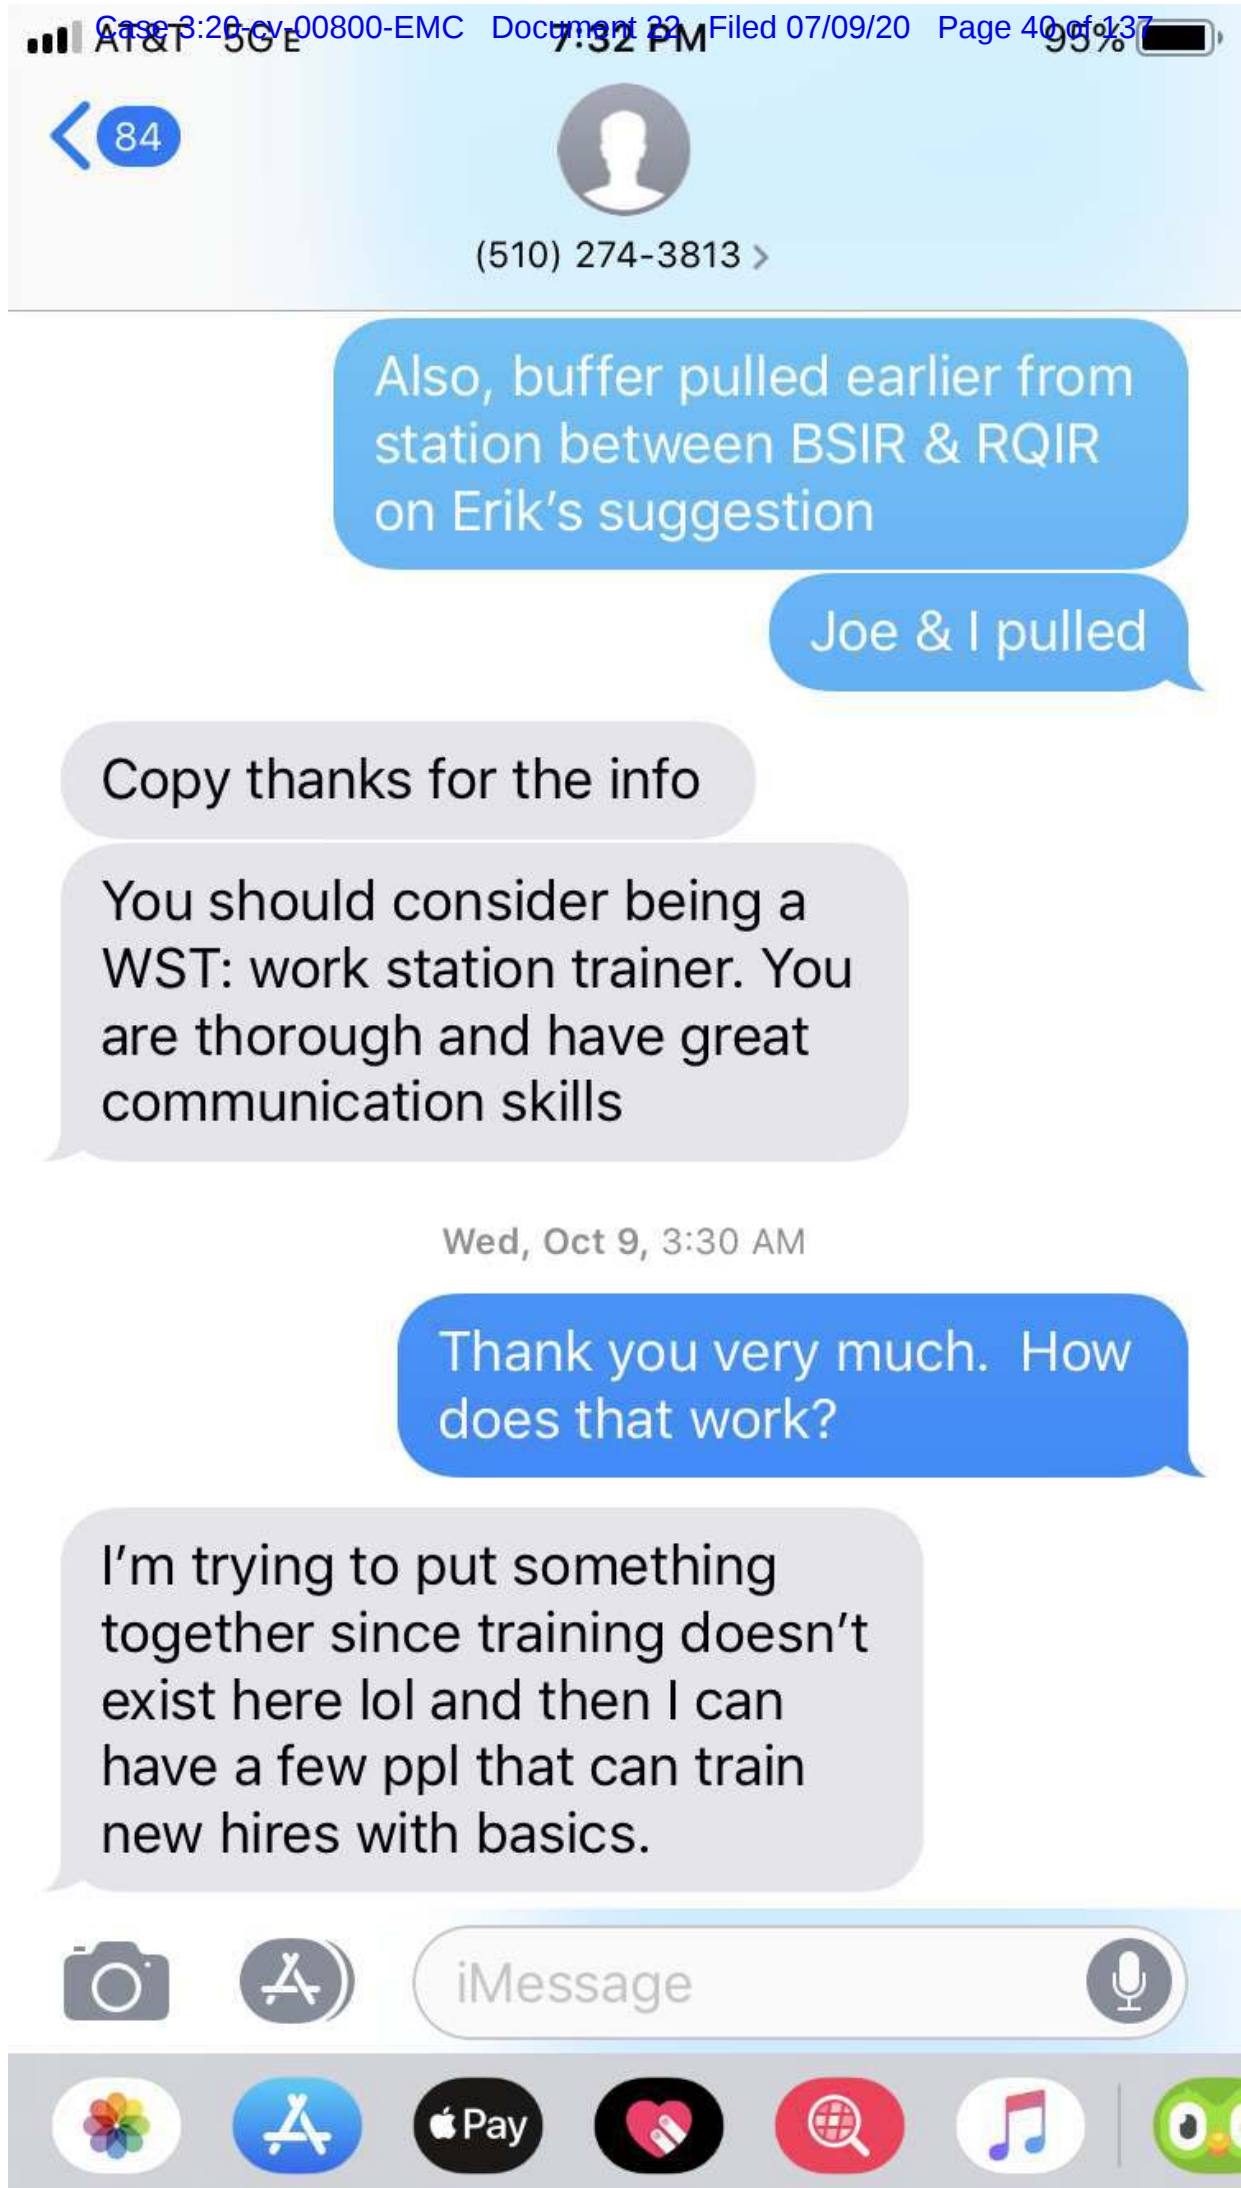 Case 3:20-cv-00800-EMC Document 22 Filed 07/09/20 Page 40 of 137
AT&T 5G E 7:32 PM 95%
84
(510) 274-3813
Also, buffer pulled earlier from
station between BSIR & RQIR
on Erik’s suggestion
Joe & I pulled
Copy thanks for the info
You should consider being a
WST: work station trainer. You
are thorough and have great
communication skills
Wed, Oct 9, 3:30 AM
Thank you very much.  How
does that work?
I’m trying to put something
together since training doesn’t
exist here lol and then I can
have a few ppl that can train
new hires with basics.
iMessage
Pay